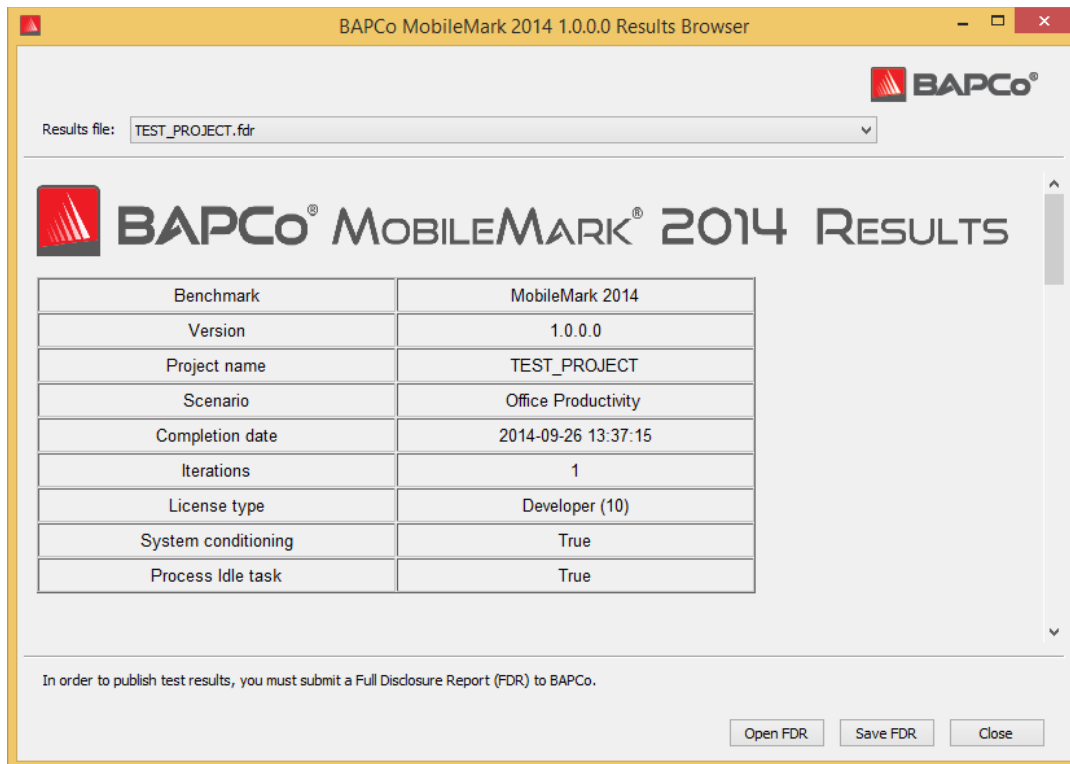 BAPCo MobileMark 2014 1.0.0.0 Results Browser
BAPCo®
Results file: TEST_PROJECT.fdr
BAPCo® MOBILEMARK® 2014 RESULTS
Benchmark MobileMark 2014
Version 1.0.0.0
Project name TEST_PROJECT
Scenario Office Productivity
Completion date 2014-09-26 13:37:15
Iterations 1
License type Developer (10)
System conditioning True
Process Idle task True
In order to publish test results, you must submit a Full Disclosure Report (FDR) to BAPCo.
Open FDR Save FDR Close